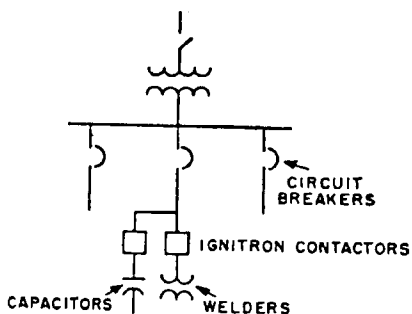 CIRCUIT
BREAKERS
IGNITRON CONTACTORS
CAPACITORS
WELDERS